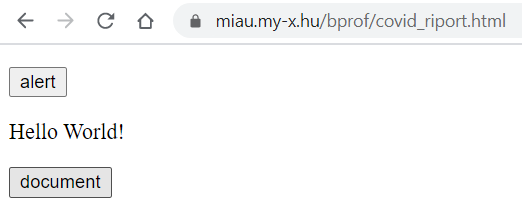 miau.my-x.hu/bprof/covid_riport.html
alert
Hello World!
document